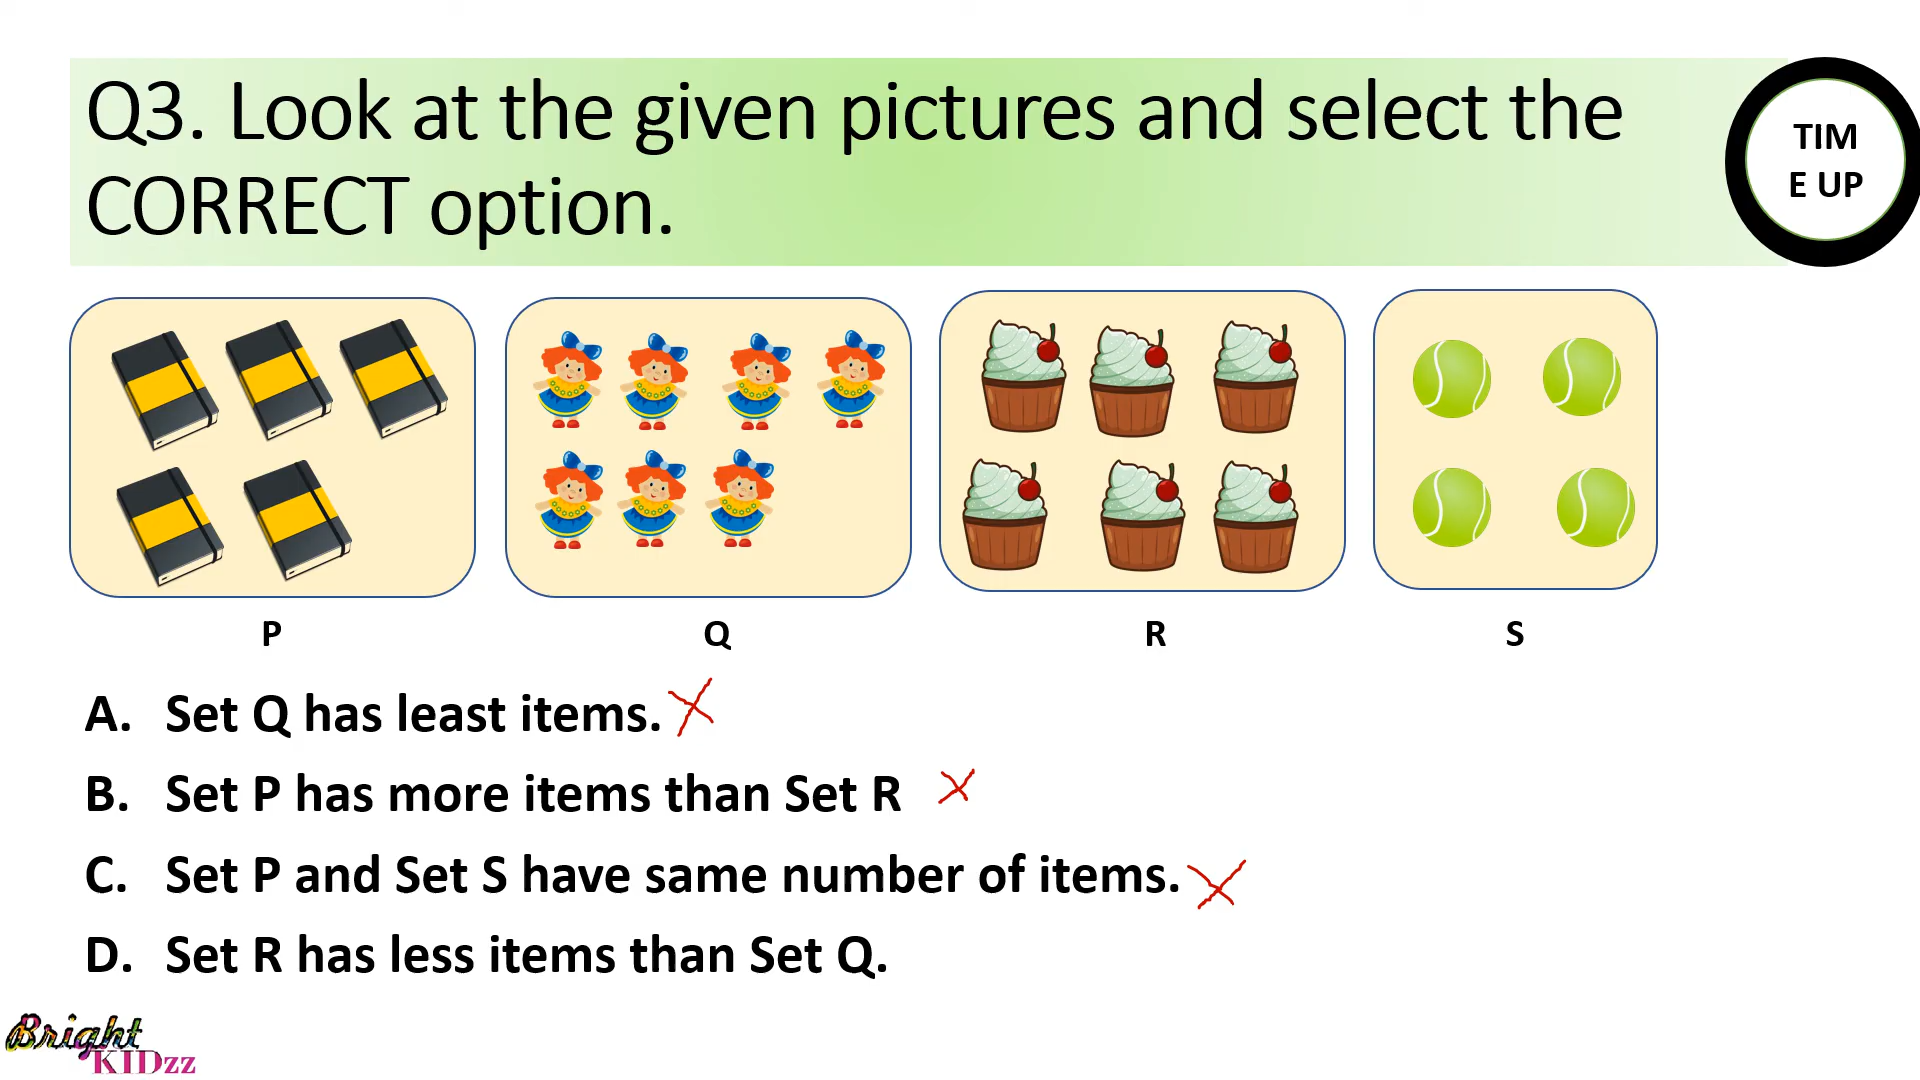 Q3. Look at the given pictures and select the
CORRECT option.
TIM
E UP
P
Q
R
S
A. Set Q has least items.
B. Set P has more items than Set R
C. Set P and Set S have same number of items.
D. Set R has less items than Set Q.
Bright
KIDzz